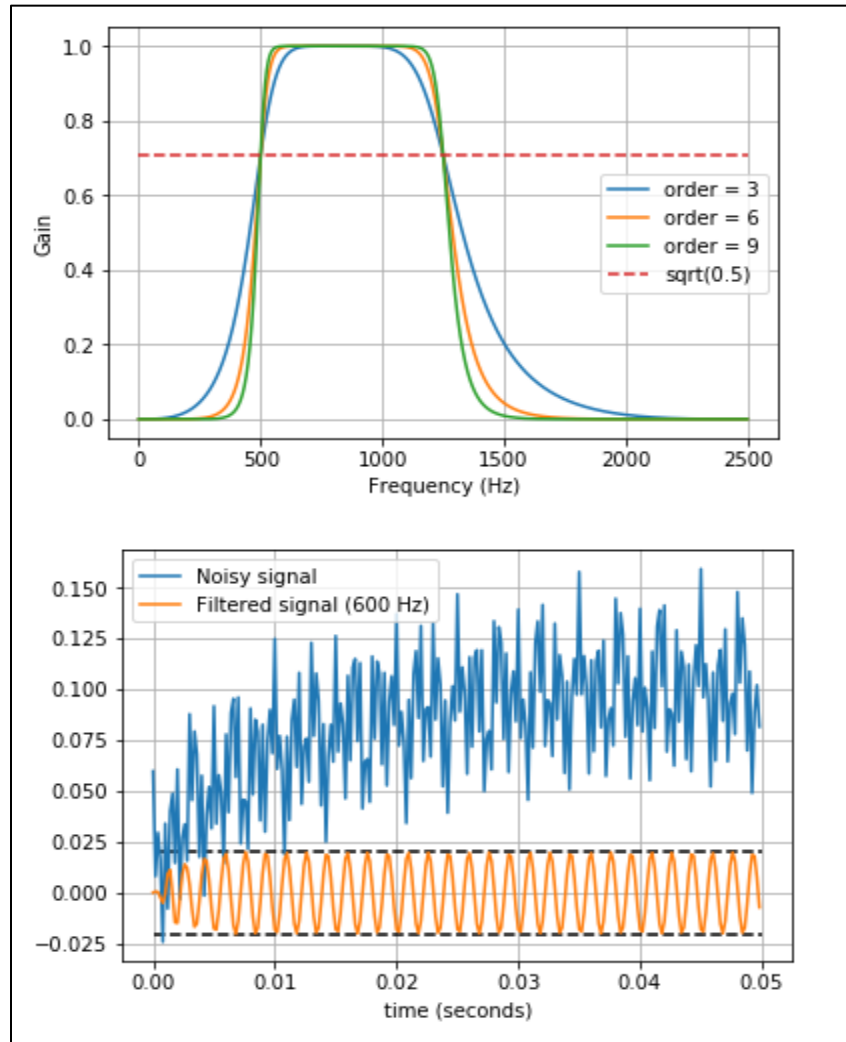 1.0
0.8
0.6
0.4
0.2
0.0
Gain
order = 3
order = 6
order = 9
sqrt(0.5)
0 500 1000 1500 2000 2500
Frequency (Hz)
Noisy signal
Filtered signal (600 Hz)
0.150
0.125
0.100
0.075
0.050
0.025
0.000
−0.025
0.00 0.01 0.02 0.03 0.04 0.05
time (seconds)